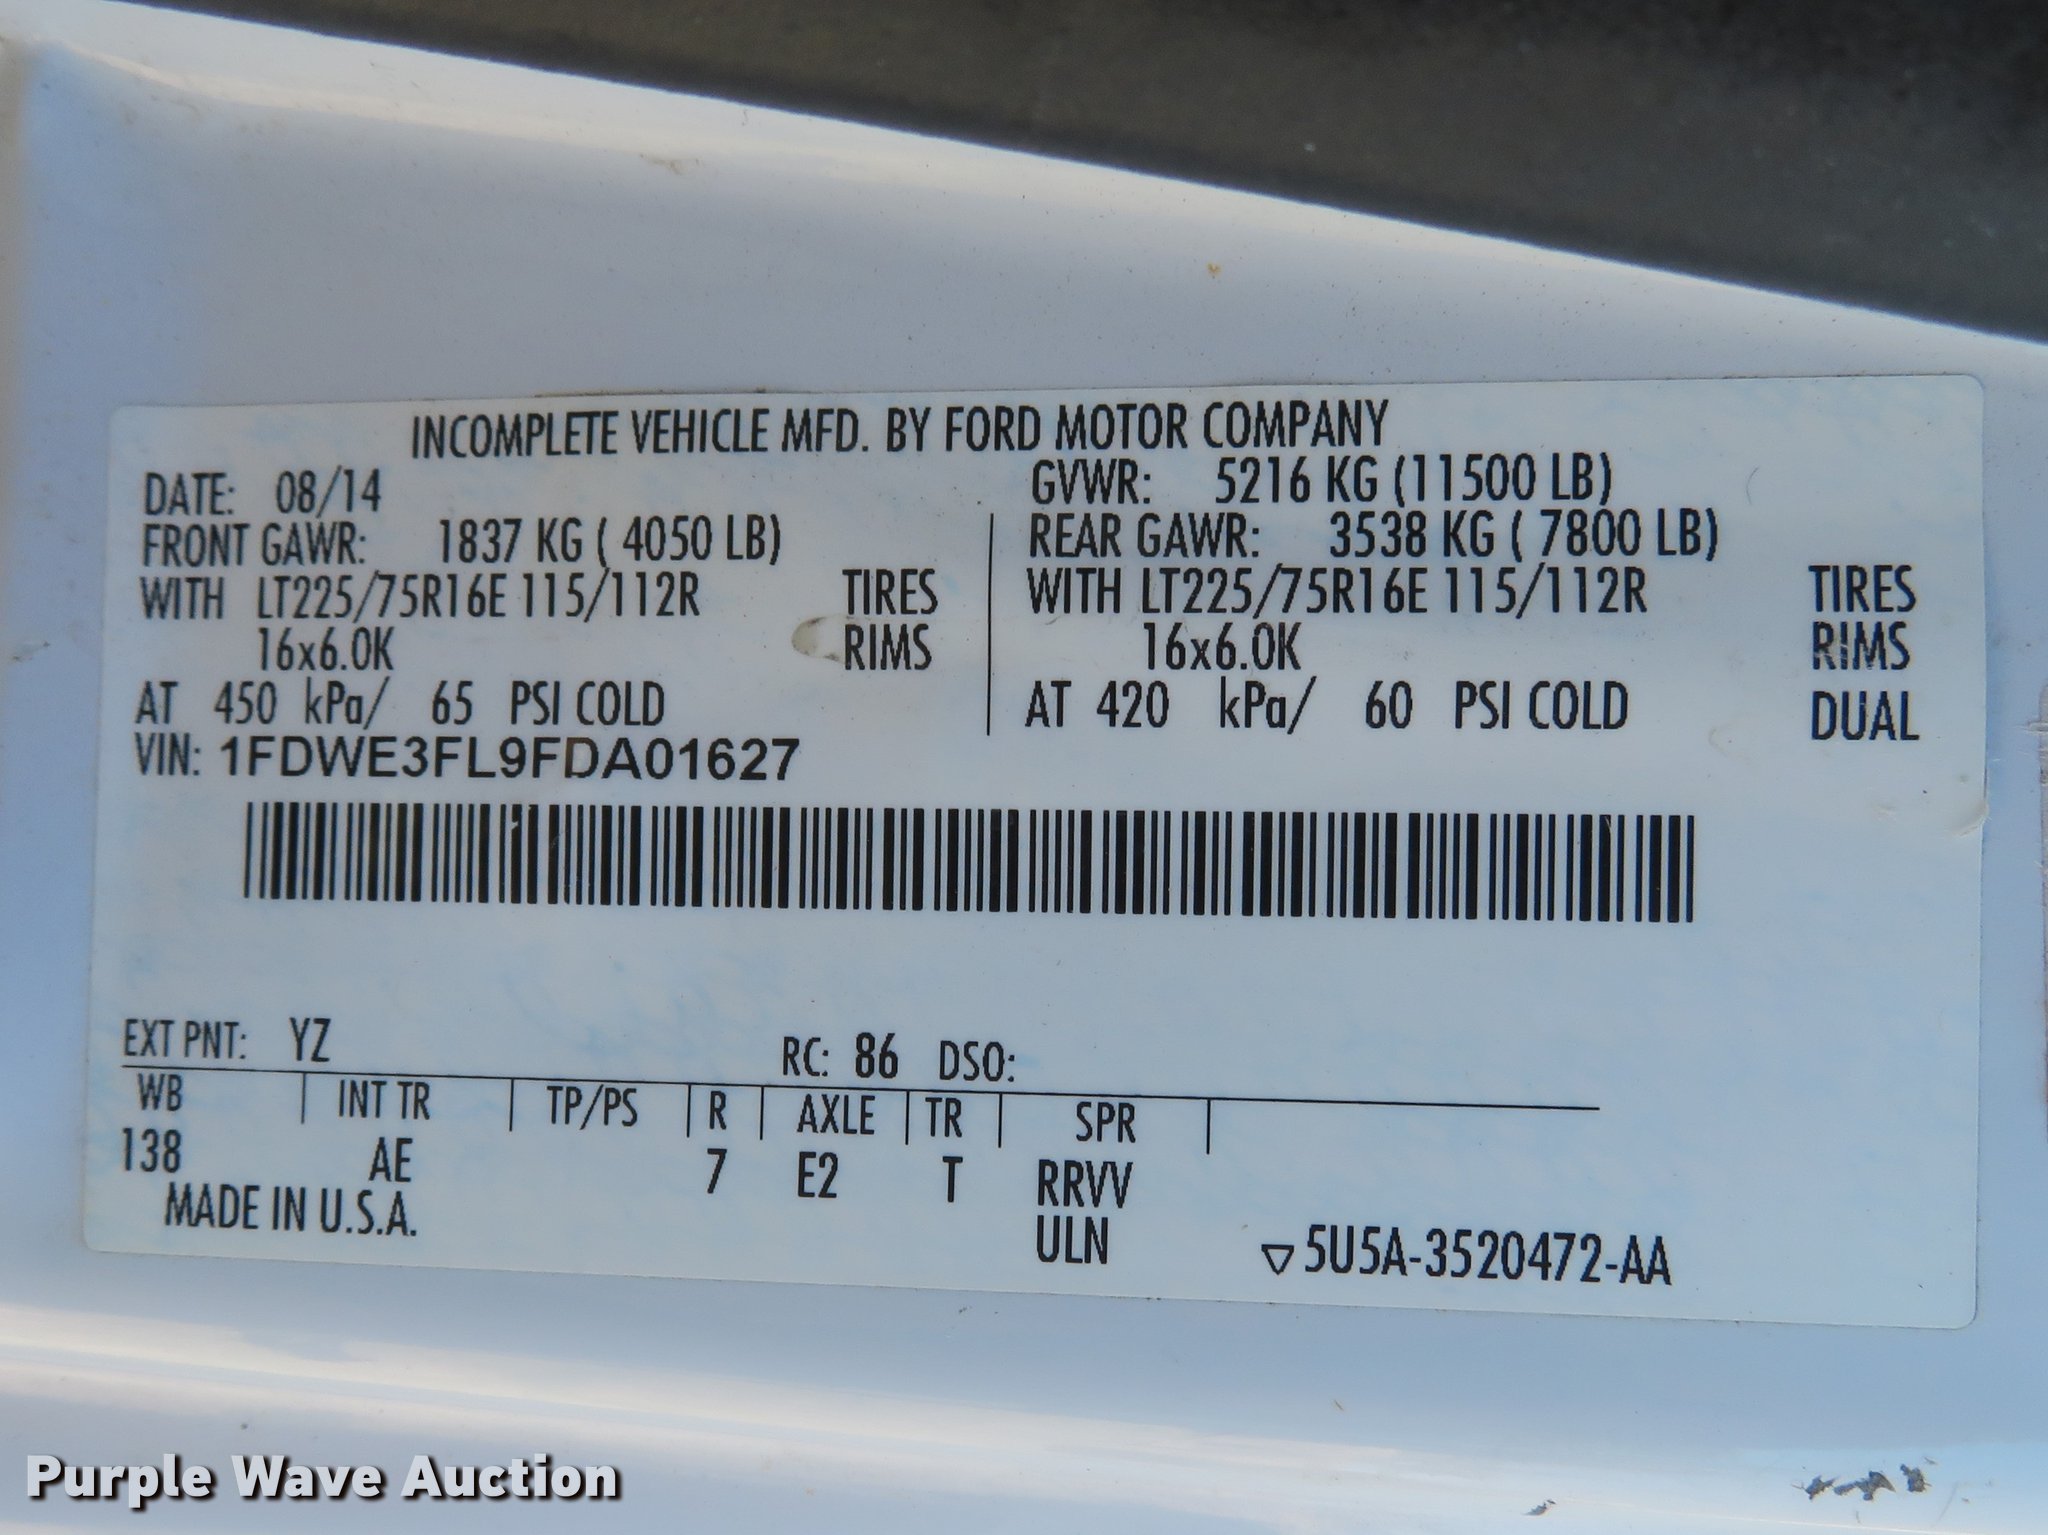 INCOMPLETE VEHICLE MFD. BY FORD MOTOR COMPANY
DATE: 08/14 GVWR: 5216 KG (11500 LB)
FRONT GAWR: 1837 KG ( 4050 LB) REAR GAWR: 3538 KG ( 7800 LB)
WITH LT225/75R16E 115/112R TIRES WITH LT225/75R16E 115/112R TIRES
16x6.0K RIMS 16x6.0K RIMS
AT 450 kPa/ 65 PSI COLD AT 420 kPa/ 60 PSI COLD DUAL
VIN: 1FDWE3FL9FDA01627
EXT PNT: YZ RC: 86 DSO:
WB INT TR TP/PS R AXLE TR SPR
138 AE 7 E2 T RRVV
MADE IN U.S.A. ULN ▽5U5A-3520472-AA
Purple Wave Auction